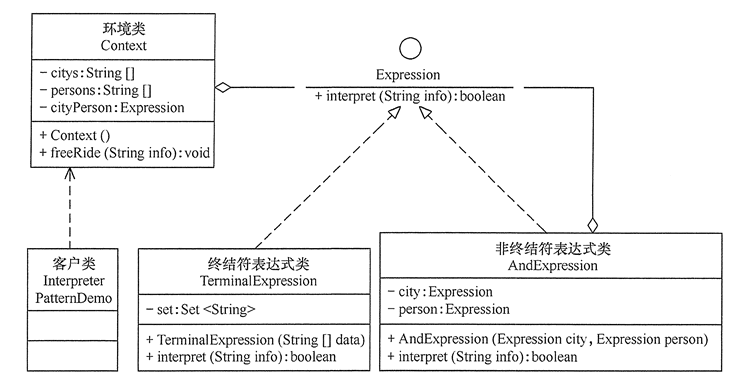 环境类
Context
- citys:String []
- persons:String []
- cityPerson:Expression
+ Context ()
+ freeRide (String info):void
Expression
+ interpret (String info):boolean
客户类
Interpreter
PatternDemo
终结符表达式类
TerminalExpression
- set:Set <String>
+ TerminalExpression (String [] data)
+ interpret (String info):boolean
非终结符表达式类
AndExpression
- city:Expression
- person:Expression
+ AndExpression (Expression city, Expression person)
+ interpret (String info):boolean